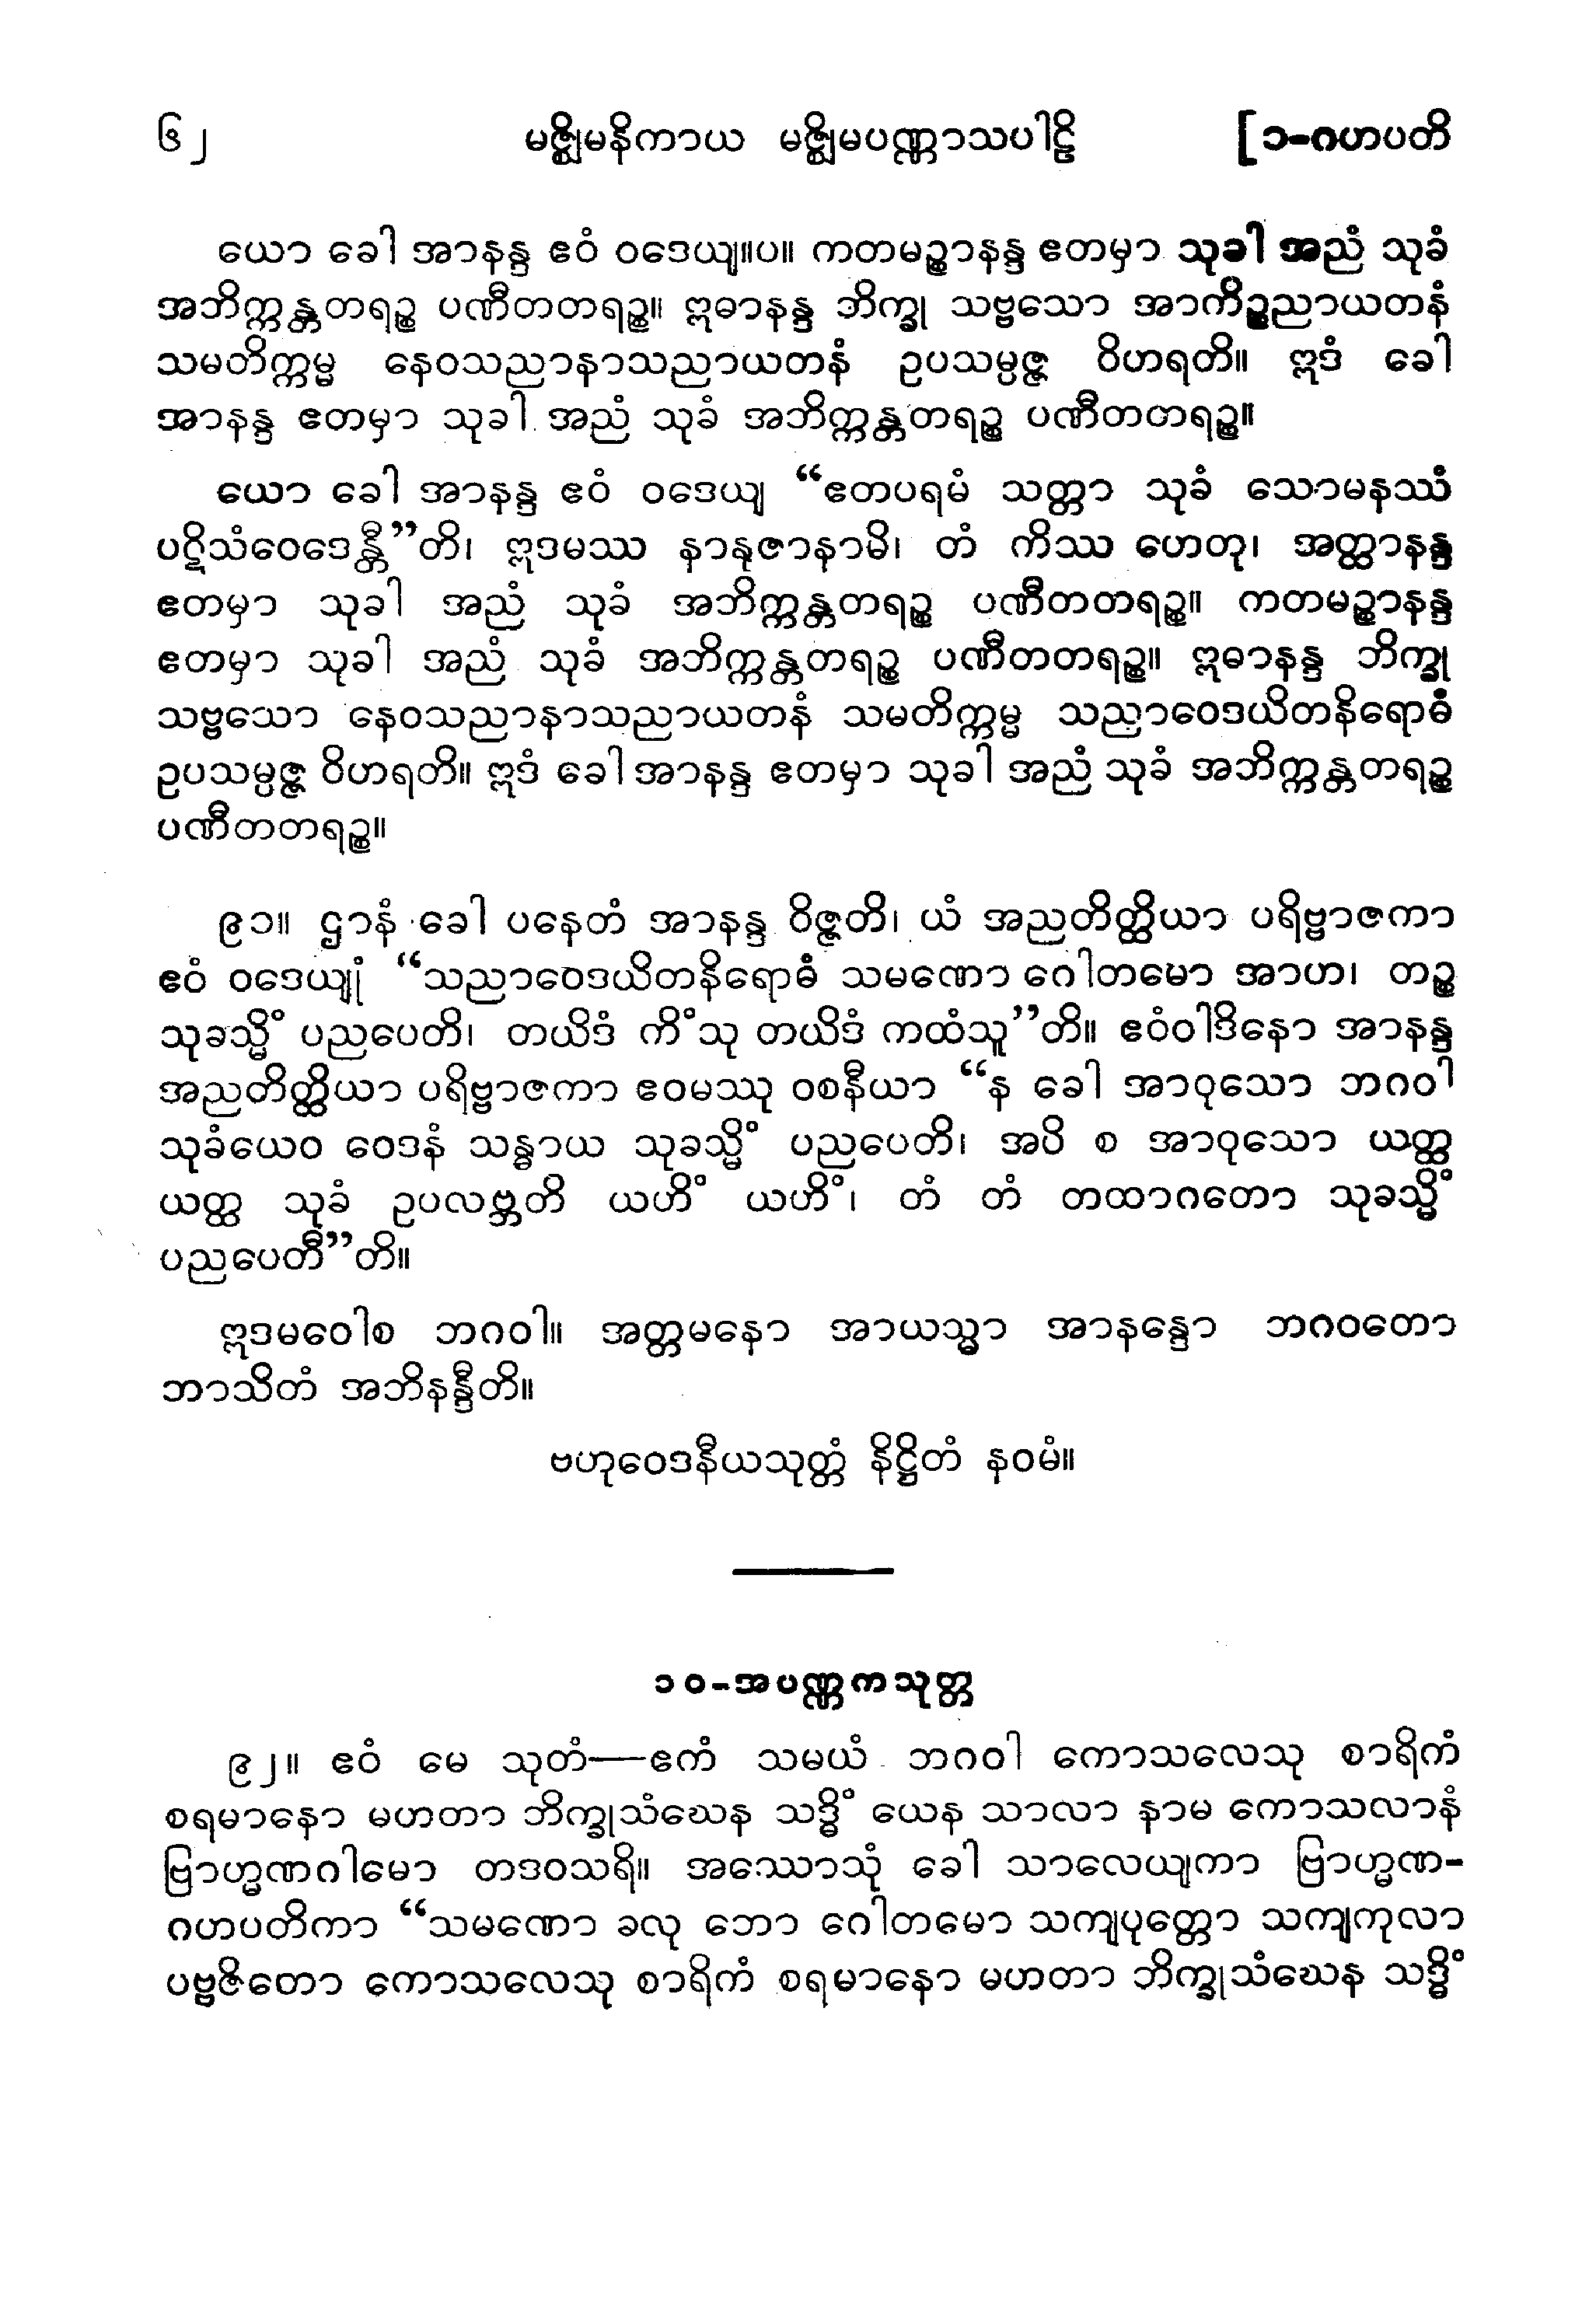 ၆၂ မဇ္ဈိမနိကာယ မဇ္ဈိမပဏ္ဏာသပါဠိ [၁-ဂဟပတိ
ယော ခေါ အာနန္ဒ ဧဝံ ဝဒေယျ။ပ။ ကတမဉ္စာနန္ဒ ဧတမှာ သုခါ အညံ သုခံ
အဘိက္ကန္တတရဉ္စ ပဏီတတရဉ္စ။ ဣဓာနန္ဒ ဘိက္ခု သဗ္ဗသော အာကိဉ္စညာယတနံ
သမတိက္ကမ္မ နေဝသညာနာသညာယတနံ ဥပသမ္ပဇ္ဇ ဝိဟရတိ။ ဣဒံ ခေါ
အာနန္ဒ ဧတမှာ သုခါ အညံ သုခံ အဘိက္ကန္တတရဉ္စ ပဏီတတရဉ္စ။
ယော ခေါ အာနန္ဒ ဧဝံ ဝဒေယျ “ဧတပရမံ သတ္တာ သုခံ သောမနဿံ
ပဋိသံဝေဒေန္တီ”တိ၊ ဣဒမဿ နာနုဇာနာမိ၊ တံ ကိဿ ဟေတု၊ အတ္ထာနန္ဒ
ဧတမှာ သုခါ အညံ သုခံ အဘိက္ကန္တတရဉ္စ ပဏီတတရဉ္စ။ ကတမဉ္စာနန္ဒ
ဧတမှာ သုခါ အညံ သုခံ အဘိက္ကန္တတရဉ္စ ပဏီတတရဉ္စ။ ဣဓာနန္ဒ ဘိက္ခု
သဗ္ဗသော နေဝသညာနာသညာယတနံ သမတိက္ကမ္မ သညာဝေဒယိတနိရောဓံ
ဥပသမ္ပဇ္ဇ ဝိဟရတိ။ ဣဒံ ခေါ အာနန္ဒ ဧတမှာ သုခါ အညံ သုခံ အဘိက္ကန္တတရဉ္စ
ပဏီတတရဉ္စ။
၉၁။ ဌာနံ ခေါ ပနေတံ အာနန္ဒ ဝိဇ္ဇတိ၊ ယံ အညတိတ္ထိယာ ပရိဗ္ဗာဇကာ
ဧဝံ ဝဒေယျုံ “သညာဝေဒယိတနိရောဓံ သမဏော ဂေါတမော အာဟ၊ တဉ္စ
သုခသ္မိံ ပညပေတိ၊ တယိဒံ ကိံသု တယိဒံ ကထံသူ”တိ။ ဧဝံဝါဒိနော အာနန္ဒ
အညတိတ္ထိယာ ပရိဗ္ဗာဇကာ ဧဝမဿု ဝစနီယာ “န ခေါ အာဝုသော ဘဂဝါ
သုခံယေဝ ဝေဒနံ သန္ဓာယ သုခသ္မိံ ပညပေတိ၊ အပိ စ အာဝုသော ယတ္ထ
ယတ္ထ သုခံ ဥပလဗ္ဘတိ ယဟိံ ယဟိံ၊ တံ တံ တထာဂတော သုခသ္မိံ
ပညပေတီ”တိ။
ဣဒမဝေါစ ဘဂဝါ။ အတ္တမနော အာယသ္မာ အာနန္ဒော ဘဂဝတော
ဘာသိတံ အဘိနန္ဒီတိ။
ဗဟုဝေဒနီယသုတ္တံ နိဋ္ဌိတံ နဝမံ။
၁၀-အပဏ္ဏကသုတ္တ
၉၂။ ဧဝံ မေ သုတံ—ဧကံ သမယံ ဘဂဝါ ကောသလေသု စာရိကံ
စရမာနော မဟတာ ဘိက္ခုသံဃေန သဒ္ဓိံ ယေန သာလာ နာမ ကောသလာနံ
ဗြာဟ္မဏဂါမော တဒဝသရိ။ အဿောသုံ ခေါ သာလေယျကာ ဗြာဟ္မဏ-
ဂဟပတိကာ “သမဏော ခလု ဘော ဂေါတမော သကျပုတ္တော သကျကုလာ
ပဗ္ဗဇိတော ကောသလေသု စာရိကံ စရမာနော မဟတာ ဘိက္ခုသံဃေန သဒ္ဓိံ